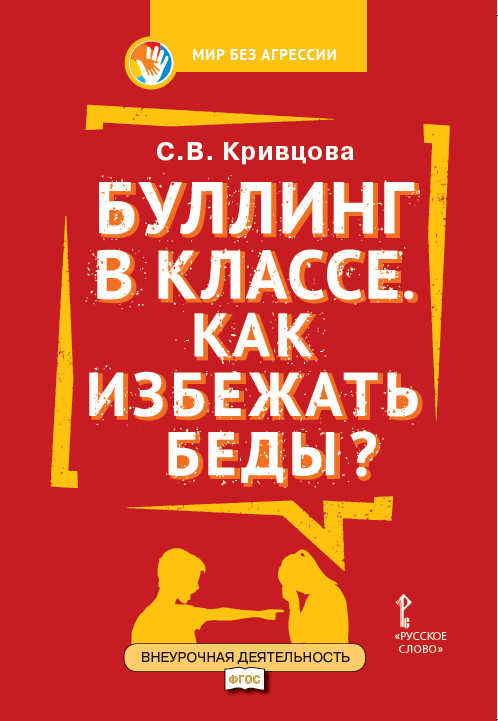 МИР БЕЗ АГРЕССИИ
С.В. Кривцова
БУЛЛИНГ
В КЛАССЕ.
КАК
ИЗБЕЖАТЬ
БЕДЫ?
«РУССКОЕ
СЛОВО»
ВНЕУРОЧНАЯ ДЕЯТЕЛЬНОСТЬ
ФГОС